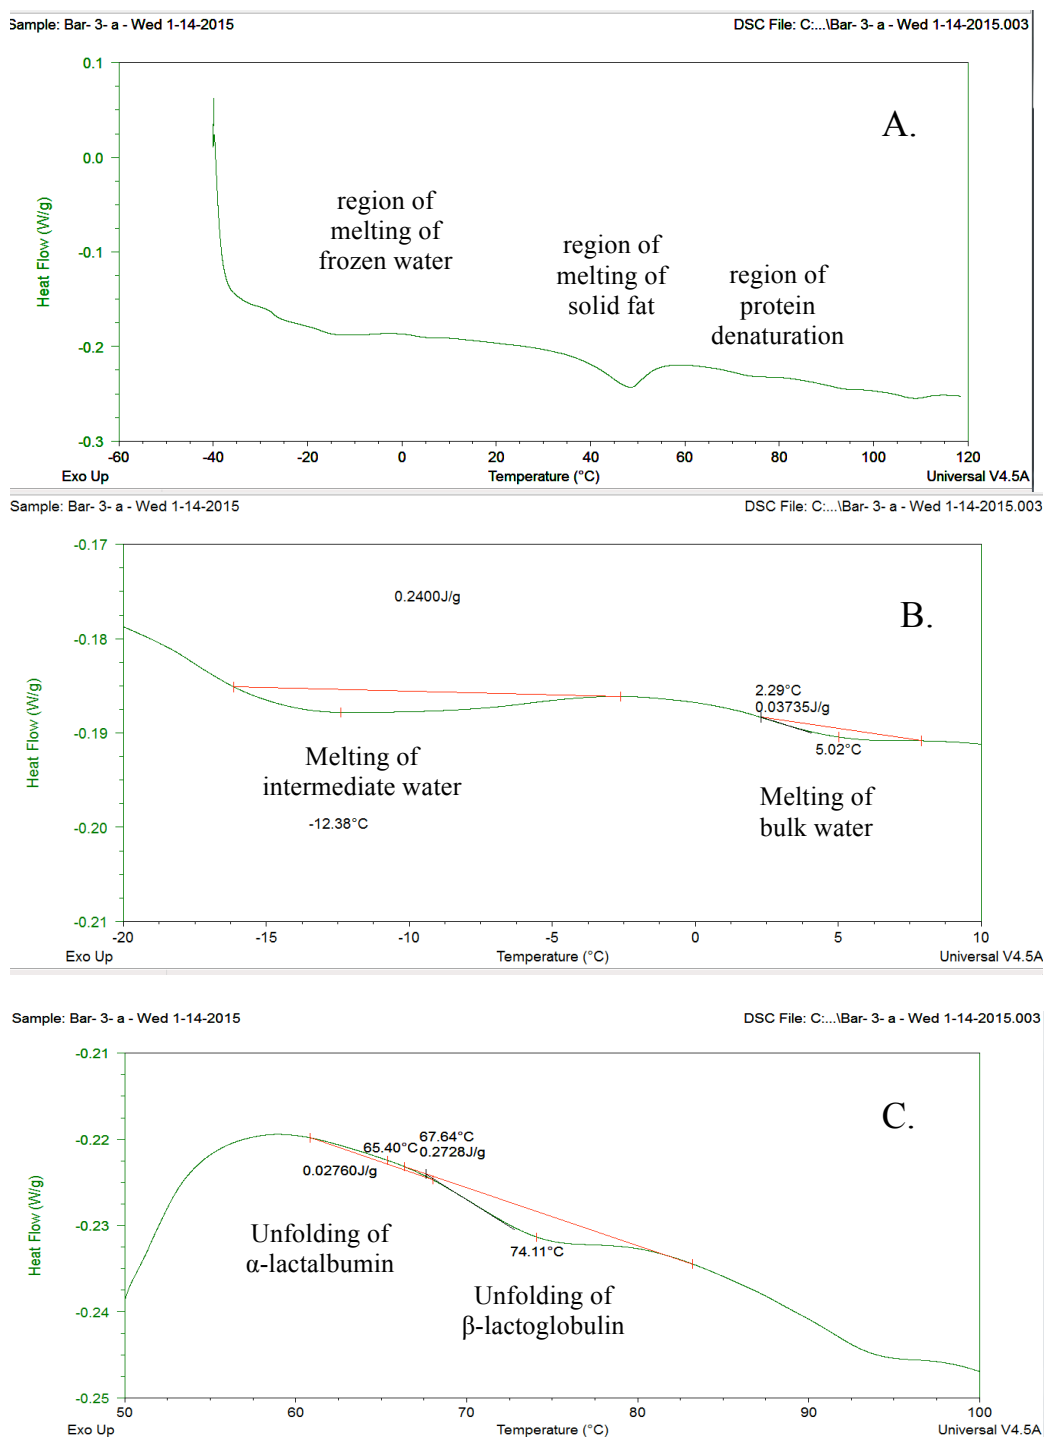 Sample: Bar- 3- a - Wed 1-14-2015
DSC File: C:...\Bar- 3- a - Wed 1-14-2015.003
A.
0.1
0.0
-0.1
-0.2
-0.3
Heat Flow (W/g)
region of
melting of
frozen water
region of
melting of
solid fat
region of
protein
denaturation
-60 -40 -20 0 20 40 60 80 100 120
Exo Up
Temperature (°C)
Universal V4.5A
Sample: Bar- 3- a - Wed 1-14-2015
DSC File: C:...\Bar- 3- a - Wed 1-14-2015.003
B.
-0.17
-0.18
-0.19
-0.20
-0.21
Heat Flow (W/g)
0.2400J/g
2.29°C
0.03735J/g
5.02°C
Melting of
intermediate water
-12.38°C
Melting of
bulk water
-20 -15 -10 -5 0 5 10
Exo Up
Temperature (°C)
Universal V4.5A
Sample: Bar- 3- a - Wed 1-14-2015
DSC File: C:...\Bar- 3- a - Wed 1-14-2015.003
C.
-0.21
-0.22
-0.23
-0.24
-0.25
Heat Flow (W/g)
67.64°C
65.40°C
0.2728J/g
0.02760J/g
74.11°C
Unfolding of
α-lactalbumin
Unfolding of
β-lactoglobulin
50 60 70 80 90 100
Exo Up
Temperature (°C)
Universal V4.5A